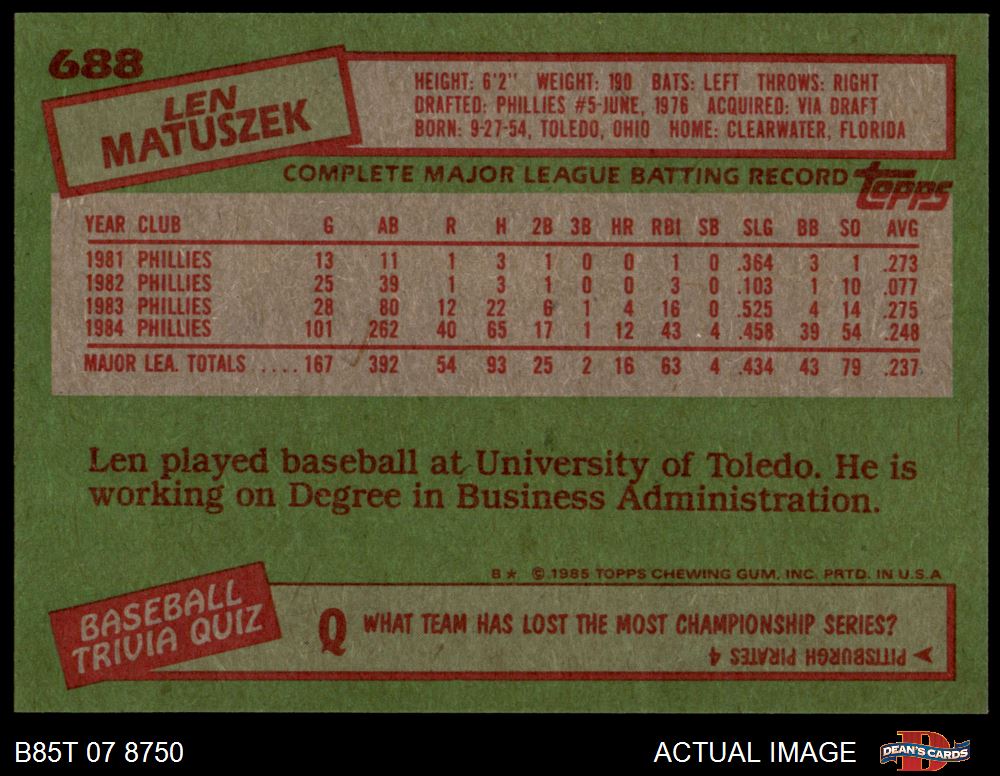 688
LEN
MATUSZEK
HEIGHT: 6'2" WEIGHT: 190 BATS: LEFT THROWS: RIGHT
DRAFTED: PHILLIES #5-JUNE, 1976 ACQUIRED: VIA DRAFT
BORN: 9-27-54, TOLEDO, OHIO HOME: CLEARWATER, FLORIDA
COMPLETE MAJOR LEAGUE BATTING RECORD topps
YEAR CLUB G AB R H 2B 3B HR RBI SB SLG BB SO AVG
1981 PHILLIES 13 11 1 3 1 0 0 1 0 .364 3 1 .273
1982 PHILLIES 25 39 1 3 1 0 0 3 0 .103 1 10 .077
1983 PHILLIES 28 80 12 22 6 1 4 16 0 .525 4 14 .275
1984 PHILLIES 101 262 40 65 17 1 12 43 4 .458 39 54 .248
MAJOR LEA. TOTALS ..... 167 392 54 93 25 2 16 63 4 .434 43 79 .237
Len played baseball at University of Toledo. He is
working on Degree in Business Administration.
B* © 1985 TOPPS CHEWING GUM, INC. PRTD. IN U.S.A
BASEBALL
TRIVIA QUIZ
Q WHAT TEAM HAS LOST THE MOST CHAMPIONSHIP SERIES?
PITTSBURGH PIRATES 4
B85T 07 8750
ACTUAL IMAGE
D
DEAN'S CARDS